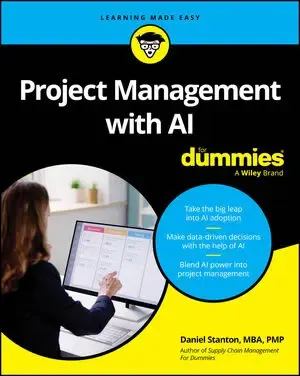 LEARNING MADE EASY
Project Management
with AI
for
dummies
A Wiley Brand
Take the big leap
into AI adoption
Make data-driven decisions
with the help of AI
Blend AI power into
project management
Daniel Stanton, MBA, PMP
Author of Supply Chain Management
For Dummies